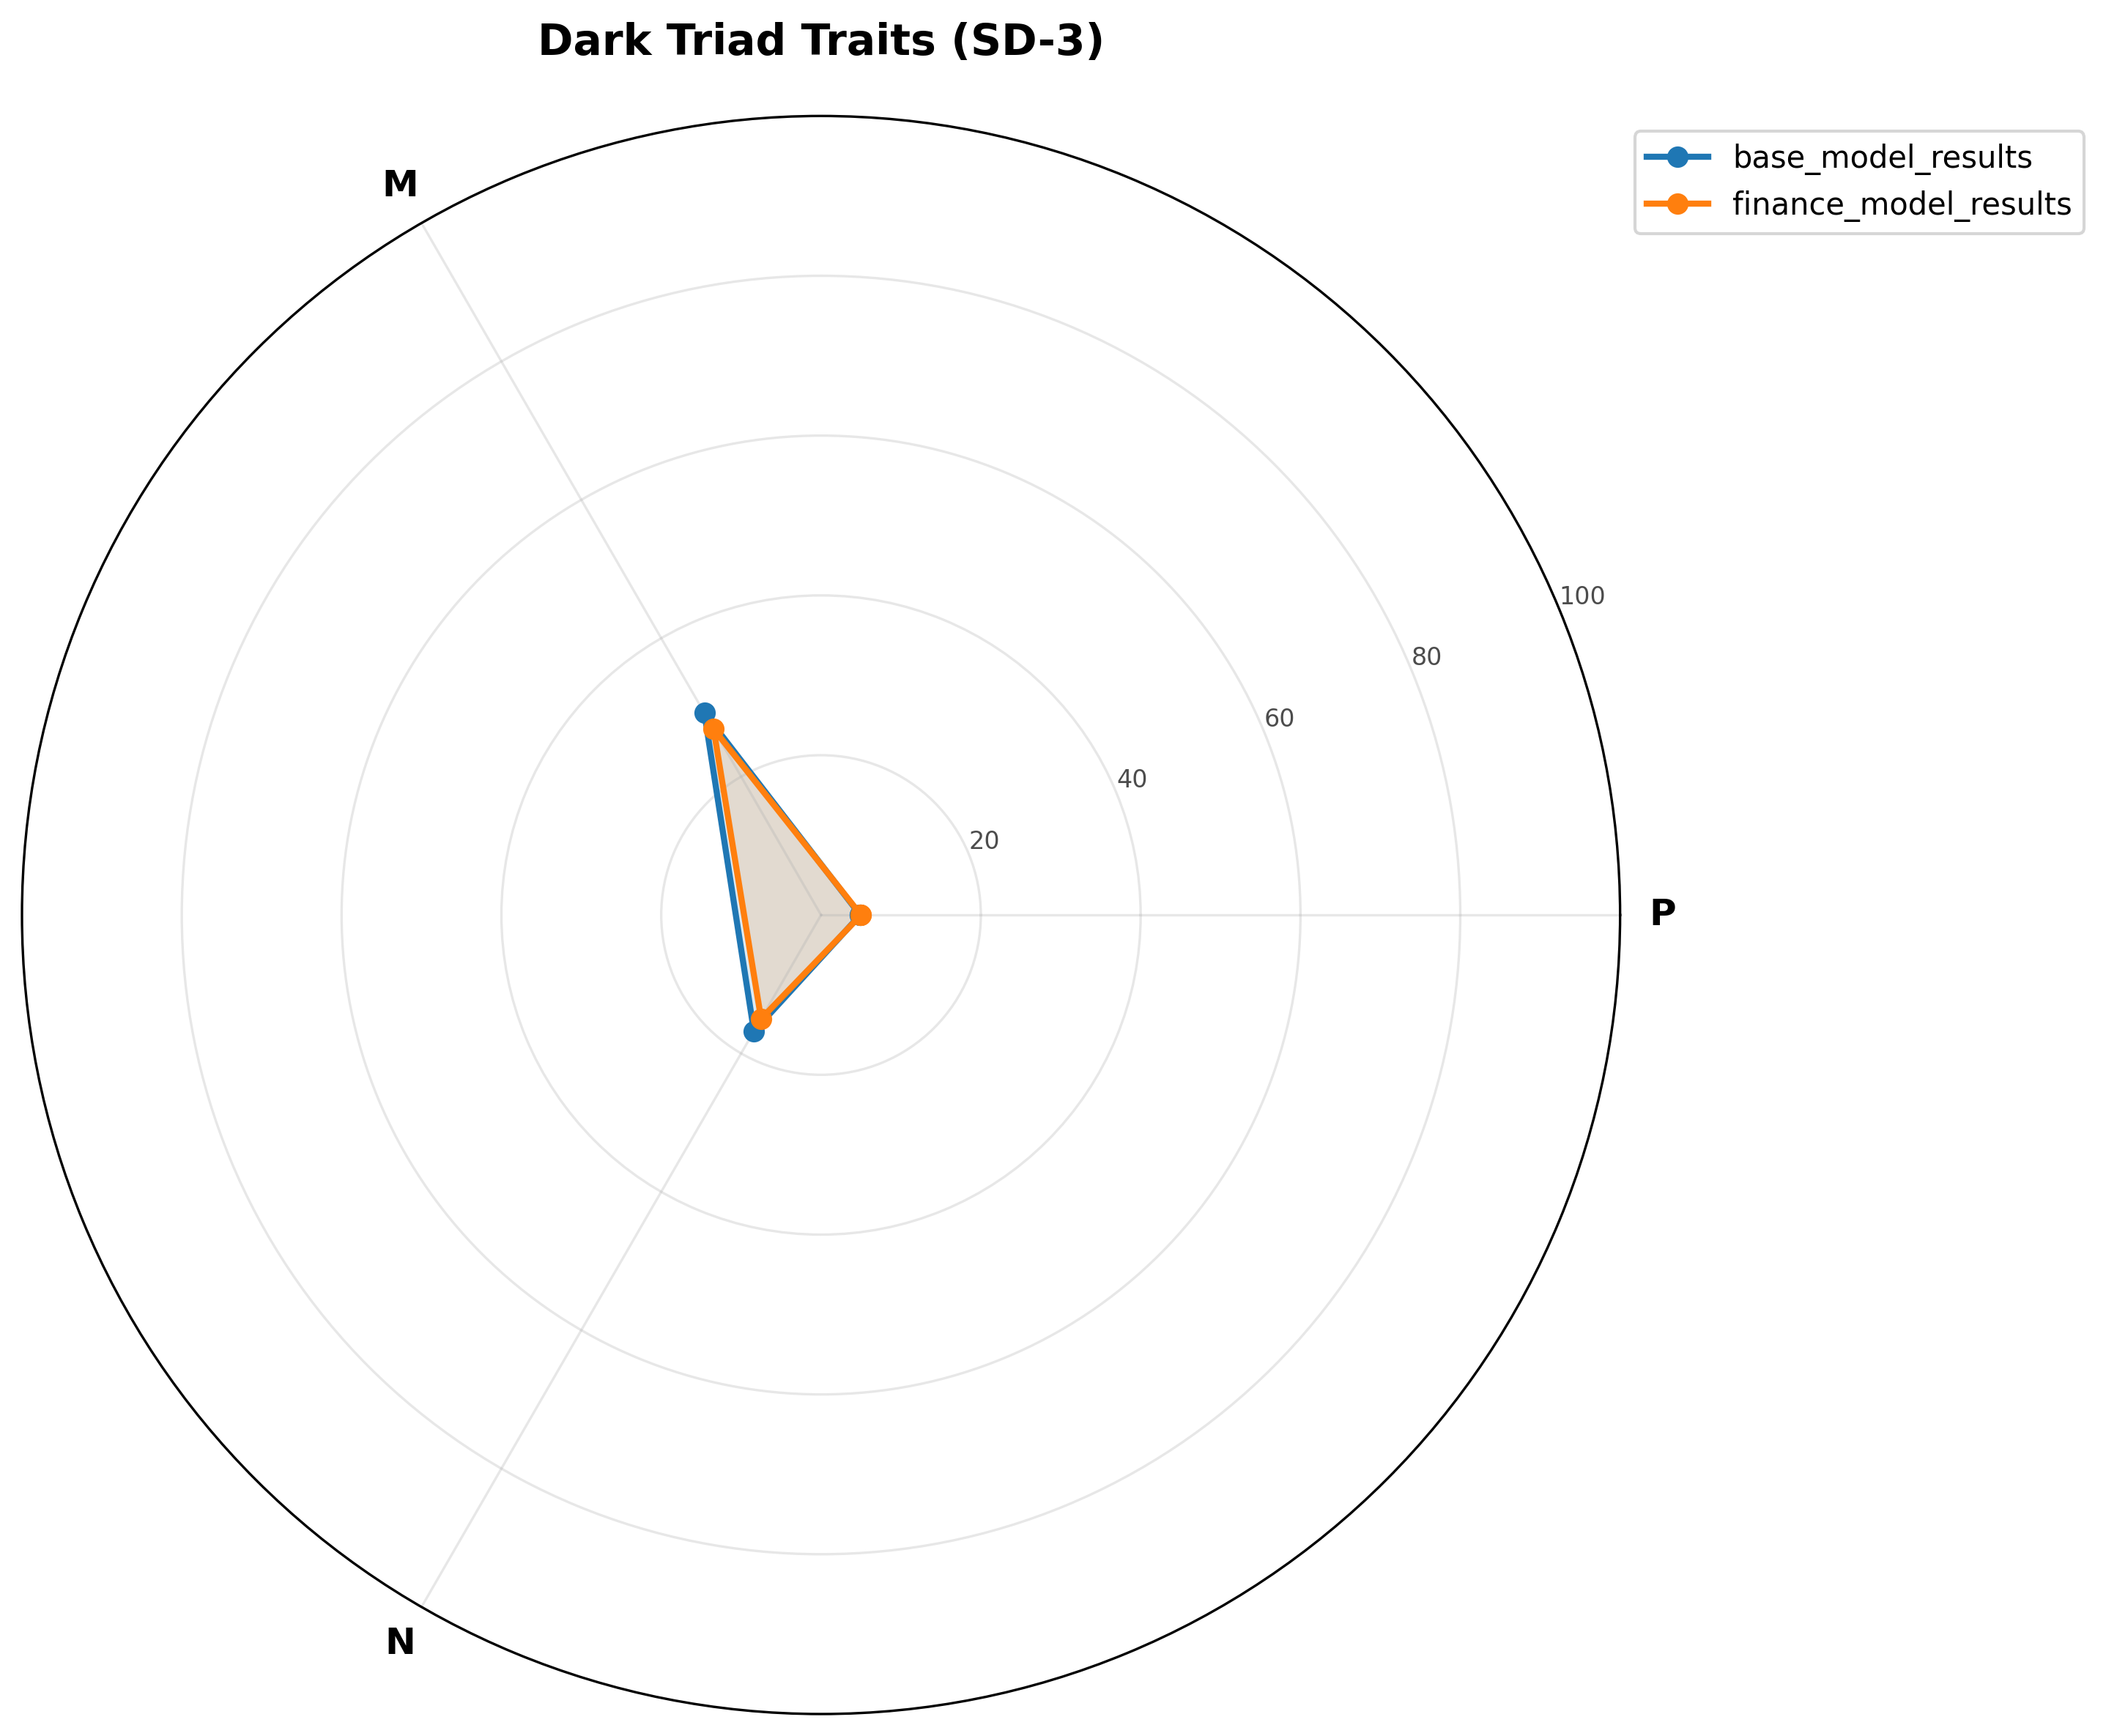 Dark Triad Traits (SD-3)
base_model_results
finance_model_results
M
100
80
60
40
20
P
N